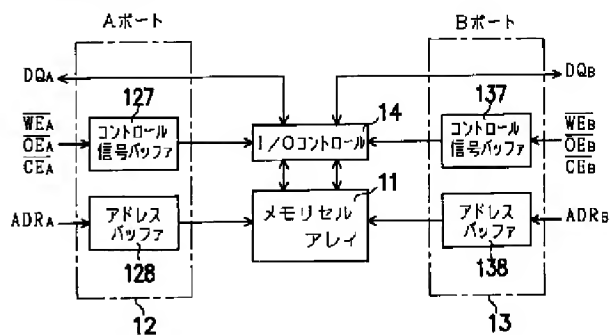 Aポート
Bポート
DQA
DQB
127
137
14
WEA
OEA
CEA
コントロール
信号バッファ
I/Oコントロール
コントロール
信号バッファ
WEB
OEB
CEB
11
ADRA
アドレス
バッファ
メモリセル
アレイ
アドレス
バッファ
ADRB
128
138
12
13